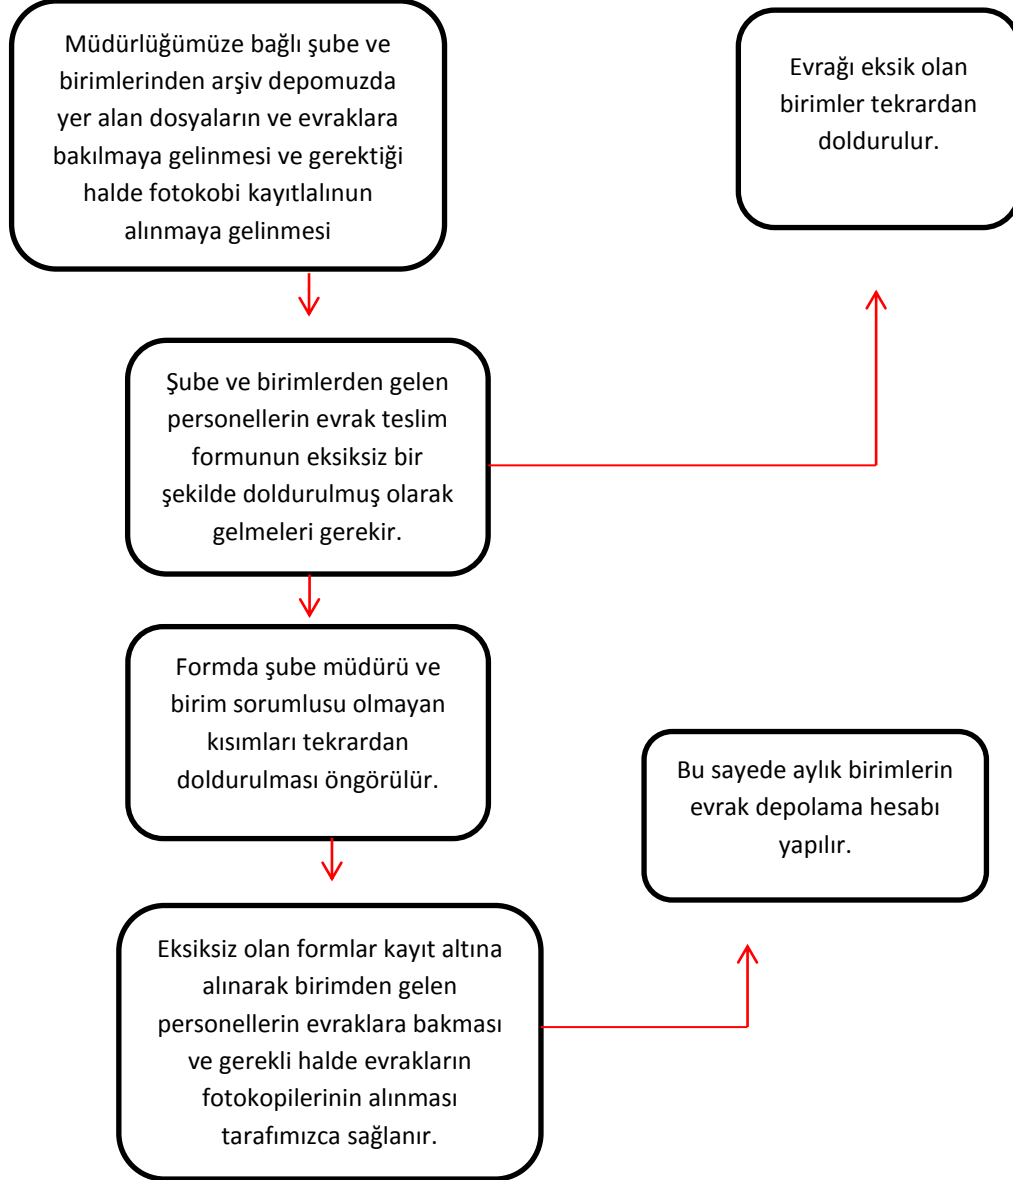 Müdürlüğümüze bağlı şube ve
birimlerinden arşiv depomuzda
yer alan dosyaların ve evraklara
bakılmaya gelinmesi ve gerektiği
halde fotokobi kayıtlalınun
alınmaya gelinmesi
Evrağı eksik olan
birimler tekrardan
doldurulur.
Şube ve birimlerden gelen
personellerin evrak teslim
formunun eksiksiz bir
şekilde doldurulmuş olarak
gelmeleri gerekir.
Formda şube müdürü ve
birim sorumlusu olmayan
kısımları tekrardan
doldurulması öngörülür.
Bu sayede aylık birimlerin
evrak depolama hesabı
yapılır.
Eksiksiz olan formlar kayıt altına
alınarak birimden gelen
personellerin evraklara bakması
ve gerekli halde evrakların
fotokopilerinin alınması
tarafımızca sağlanır.